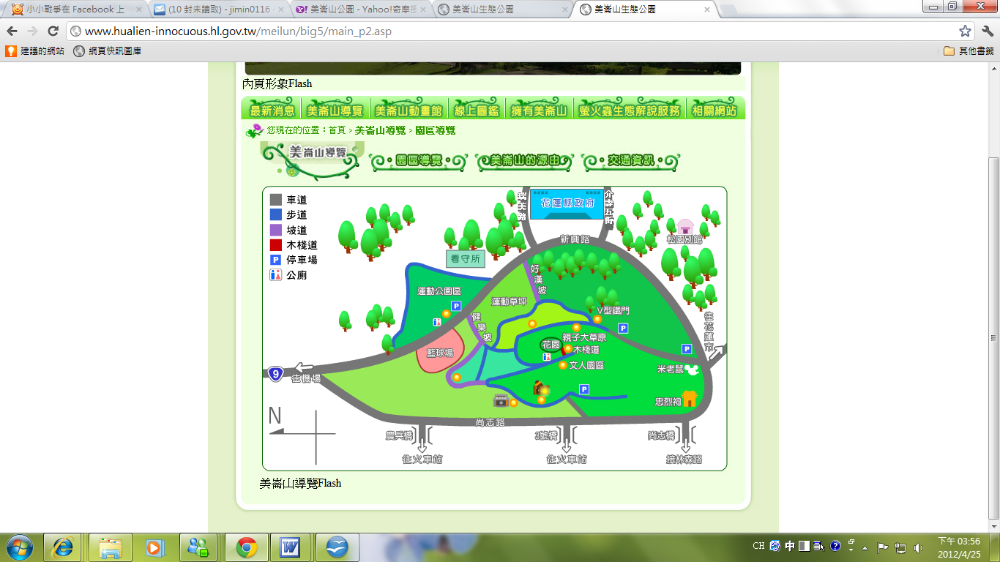 小小戰爭在 Facebook 上
(10 封未讀取) - jimin0116
美崙山公園 - Yahoo!奇摩搜
美崙山生態公園
美崙山生態公園
www.hualien-innocuous.hl.gov.tw/meilun/big5/main_p2.asp
建議的網站
網頁快訊圖庫
其他書籤
內頁形象Flash
最新消息
美崙山導覽
美崙山動畫館
線上圖鑑
擁有美崙山
螢火蟲生態解說服務
相關網站
您現在的位置：首頁 > 美崙山導覽 > 園區導覽
美崙山導覽
園區導覽
美崙山的源由
交通資訊
車道
步道
坡道
木棧道
P 停車場
公廁
花蓮縣政府
介壽五街
新興路
松園別館
看守所
好漢坡
運動公園區
P
運動草坪
V型鐵門
健樂坡
P
往花蓮市
親子大草原
花園
木棧道
P
籃球場
文人園區
米老鼠
9
往機場
P
忠烈祠
N
尚志路
農兵橋
3號橋
尚志橋
往火車站
往火車站
接林森路
美崙山導覽Flash
CH
中
下午 03:56
2012/4/25